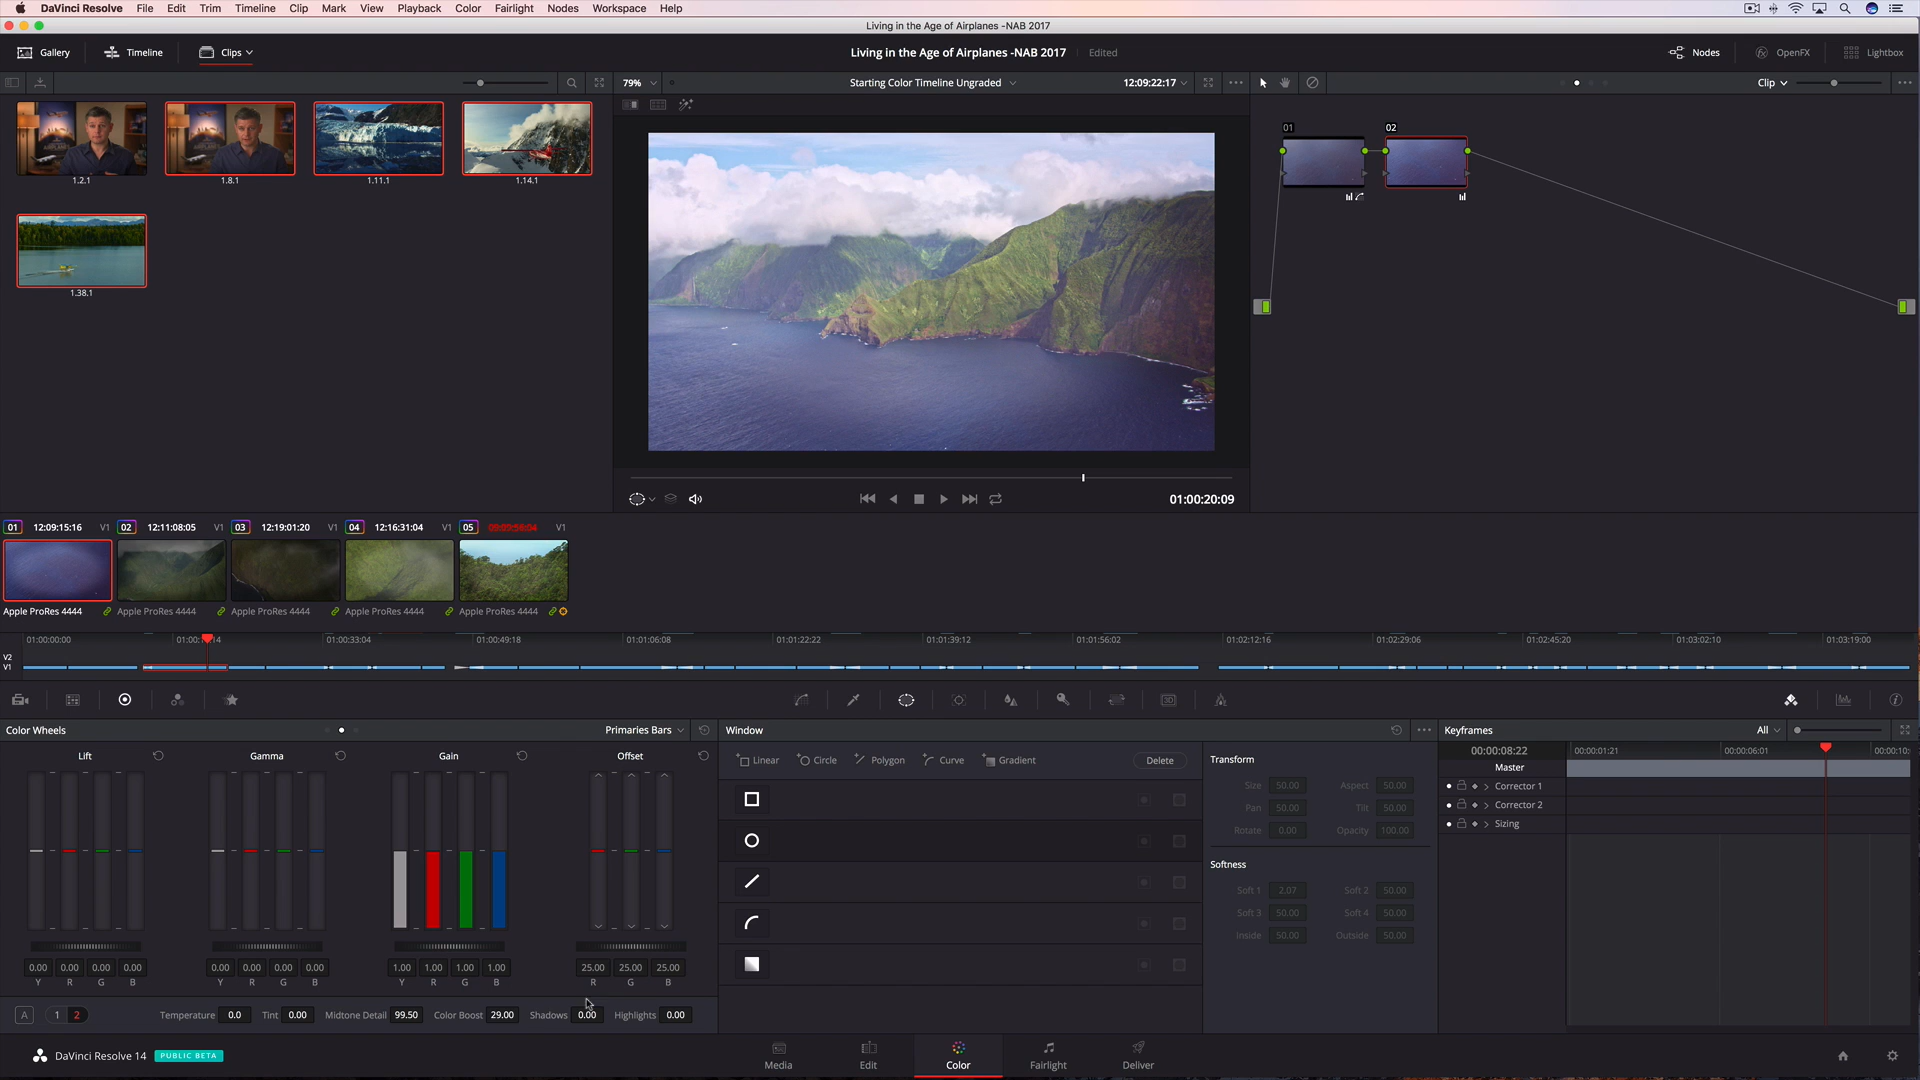 DaVinci Resolve File Edit Trim Timeline Clip Mark View Playback Color Fairlight Nodes Workspace Help
Living in the Age of Airplanes -NAB 2017
Gallery Timeline Clips Living in the Age of Airplanes -NAB 2017 Edited Nodes OpenFX Lightbox
79% Starting Color Timeline Ungraded 12:09:22:17 Clip
01 02
1.2.1 1.8.1 1.11.1 1.14.1
1.38.1
01:00:20:09
01 12:09:15:16 V1 02 12:11:08:05 V1 03 12:19:01:20 V1 04 12:16:31:04 V1 05 V1
Apple ProRes 4444 Apple ProRes 4444 Apple ProRes 4444 Apple ProRes 4444 Apple ProRes 4444
01:00:00:00 01:00:33:04 01:00:49:18 01:01:06:08 01:01:22:22 01:01:39:12 01:01:56:02 01:02:12:16 01:02:29:06 01:02:45:20 01:03:02:10 01:03:19:00
V2
V1
Color Wheels Primaries Bars Window Keyframes All
Lift Gamma Gain Offset
Linear Circle Polygon Curve Gradient Delete
Transform
Size 50.00 Aspect 50.00
Pan 50.00 Tilt 50.00
Rotate 0.00 Opacity 100.00
Softness
Soft 1 2.07 Soft 2 50.00
Soft 3 50.00 Soft 4 50.00
Inside 50.00 Outside 50.00
00:00:08:22 00:00:01:21 00:00:06:01 00:00:10:
Master
Corrector 1
Corrector 2
Sizing
0.00 0.00 0.00 0.00 0.00 0.00 0.00 0.00 1.00 1.00 1.00 1.00 25.00 25.00 25.00
Y R G B Y R G B Y R G B R G B
A 1 2 Temperature 0.0 Tint 0.00 Midtone Detail 99.50 Color Boost 29.00 Shadows 0.00 Highlights 0.00
DaVinci Resolve 14 PUBLIC BETA
Media Edit Color Fairlight Deliver